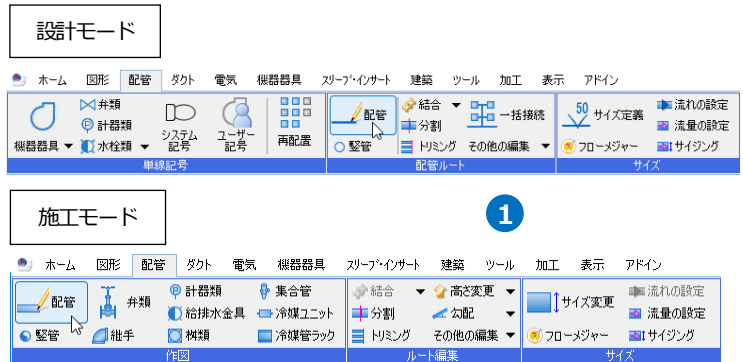 設計モード
ホーム 図形 配管 ダクト 電気 機器器具 スリーブ・インサート 建築 ツール 加工 表示 アドイン
機器器具 弁類 計器類 水栓類 システム記号 ユーザー記号 再配置 配管 竪管 結合 分割 トリミング 一括接続 その他の編集 50 サイズ定義 フローメジャー 流れの設定 流量の設定 サイジング
単線記号 配管ルート サイズ
施工モード
1
ホーム 図形 配管 ダクト 電気 機器器具 スリーブ・インサート 建築 ツール 加工 表示 アドイン
配管 竪管 弁類 継手 計器類 給排水金具 桝類 集合管 冷媒ユニット 冷媒管ラック 結合 分割 トリミング 高さ変更 勾配 その他の編集 サイズ変更 フローメジャー 流れの設定 流量の設定 サイジング
作図 ルート編集 サイズ